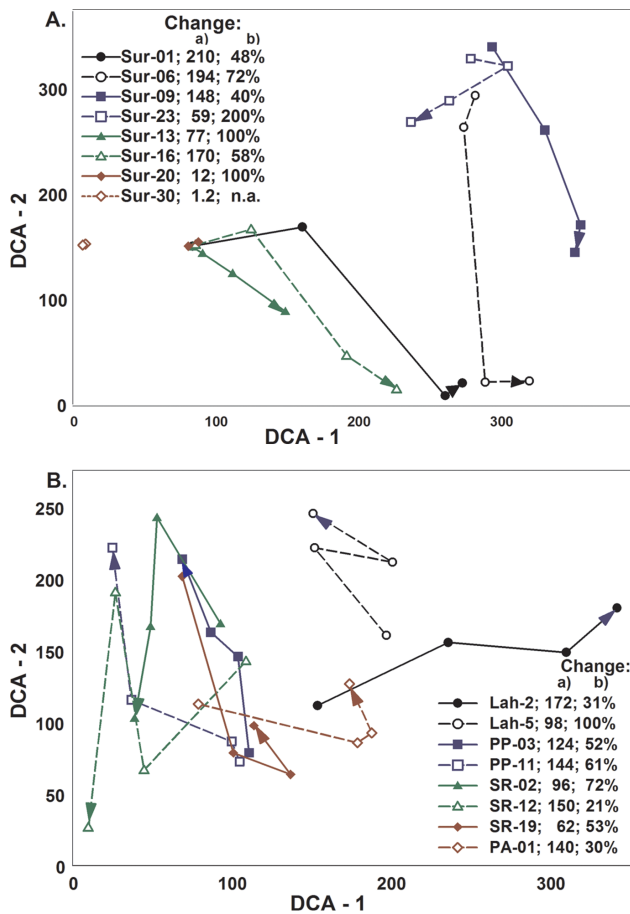 A.
Change:
a) b)
Sur-01; 210; 48%
Sur-06; 194; 72%
Sur-09; 148; 40%
Sur-23; 59; 200%
Sur-13; 77; 100%
Sur-16; 170; 58%
Sur-20; 12; 100%
Sur-30; 1.2; n.a.
300
200
100
0
DCA - 2
0 100 200 300
DCA - 1
B.
250
200
150
100
50
0
DCA - 2
Change:
a) b)
Lah-2; 172; 31%
Lah-5; 98; 100%
PP-03; 124; 52%
PP-11; 144; 61%
SR-02; 96; 72%
SR-12; 150; 21%
SR-19; 62; 53%
PA-01; 140; 30%
0 100 200 300
DCA - 1